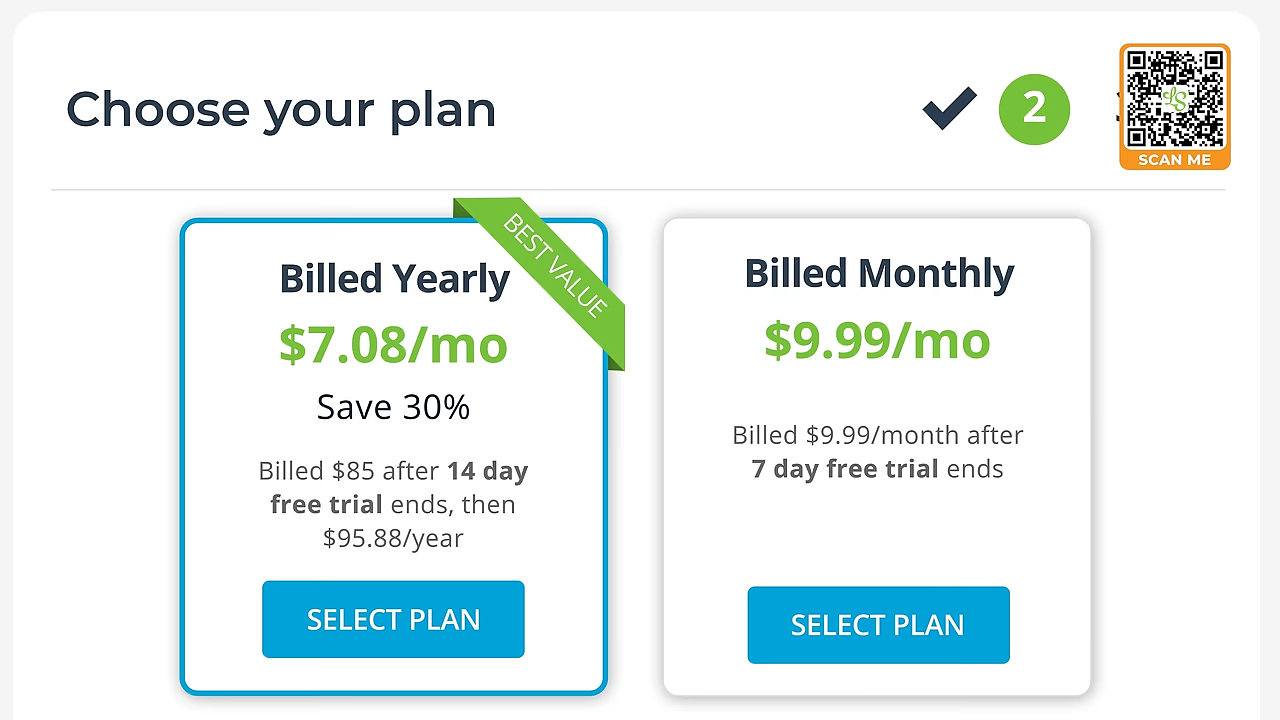 Choose your plan
2
SCAN ME
BEST VALUE
Billed Yearly
$7.08/mo
Save 30%
Billed $85 after 14 day
free trial ends, then
$95.88/year
SELECT PLAN
Billed Monthly
$9.99/mo
Billed $9.99/month after
7 day free trial ends
SELECT PLAN